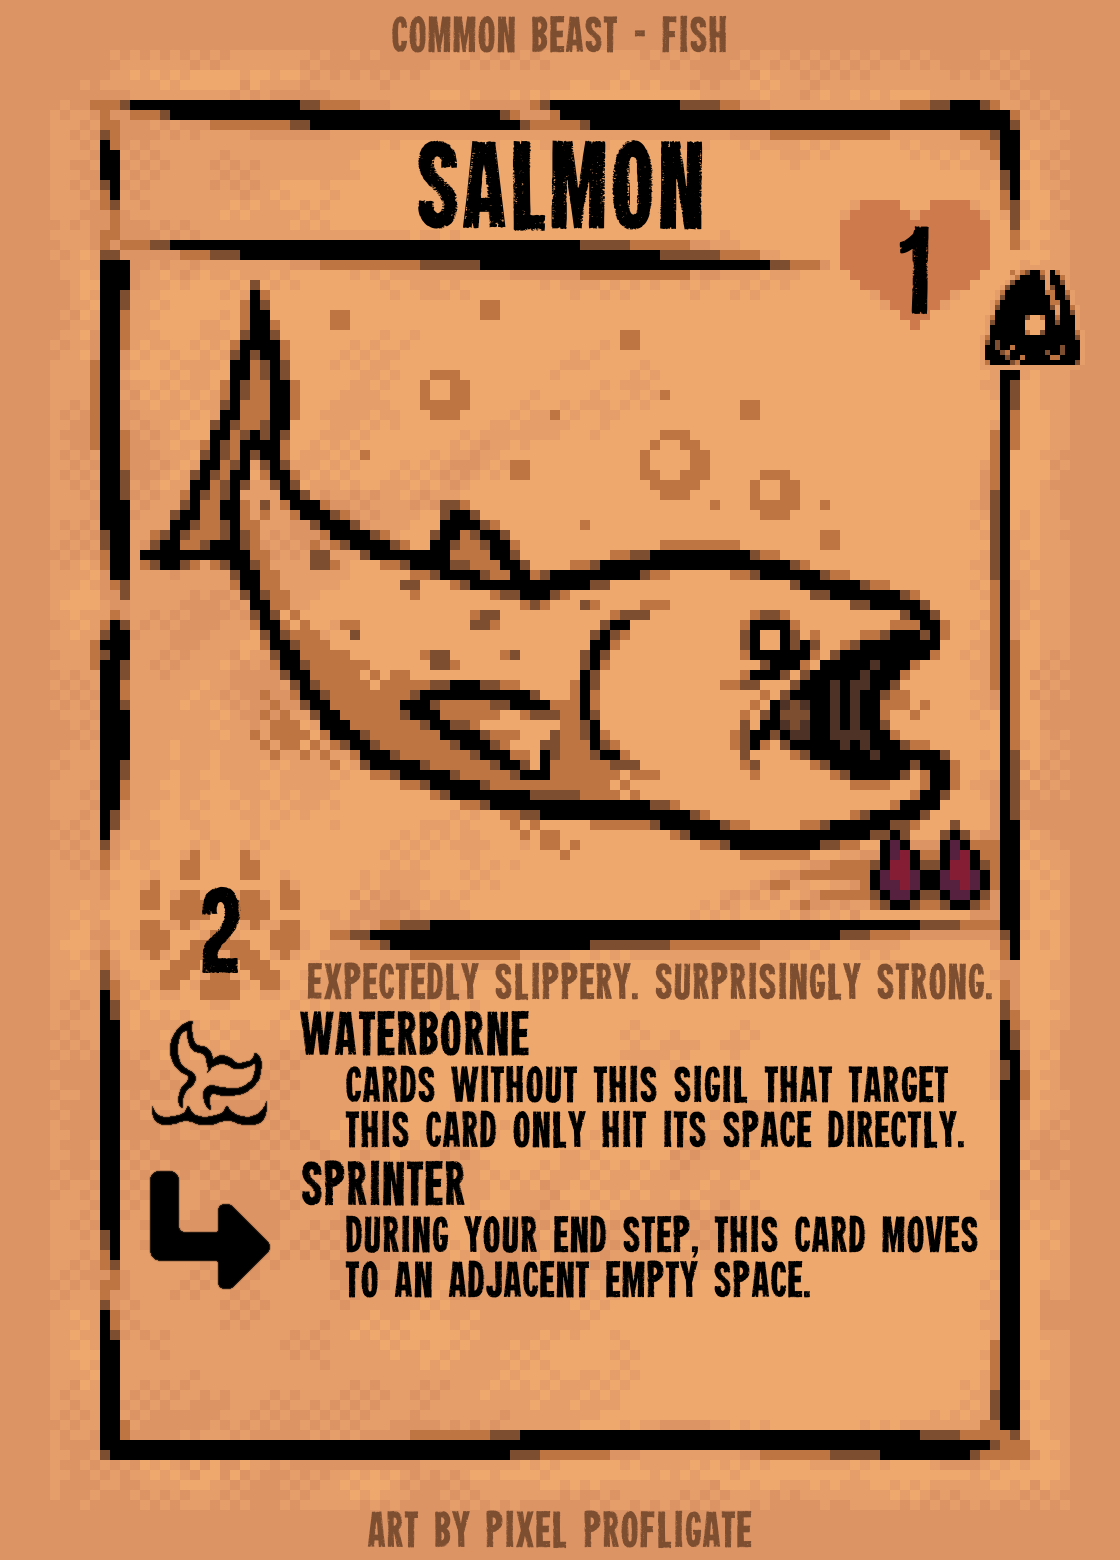 COMMON BEAST - FISH
SALMON
1
2
EXPECTEDLY SLIPPERY. SURPRISINGLY STRONG.
WATERBORNE
CARDS WITHOUT THIS SIGIL THAT TARGET
THIS CARD ONLY HIT ITS SPACE DIRECTLY.
SPRINTER
DURING YOUR END STEP, THIS CARD MOVES
TO AN ADJACENT EMPTY SPACE.
ART BY PIXEL PROFLIGATE